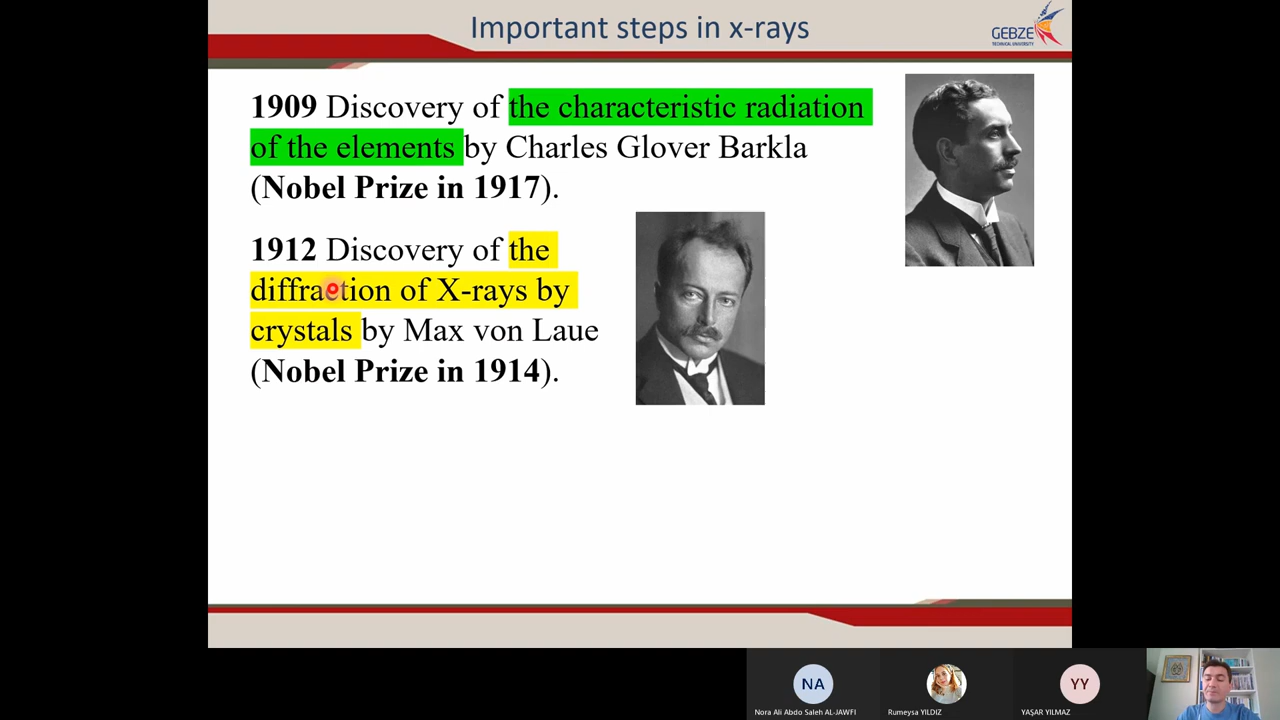 Important steps in x-rays
GEBZE
TECHNICAL UNIVERSITY
1909 Discovery of the characteristic radiation
of the elements by Charles Glover Barkla
(Nobel Prize in 1917).
1912 Discovery of the
diffraction of X-rays by
crystals by Max von Laue
(Nobel Prize in 1914).
NA
YY
Nora Ali Abdo Saleh AL-JAWFI
Rumeysa YILDIZ
YAŞAR YILMAZ